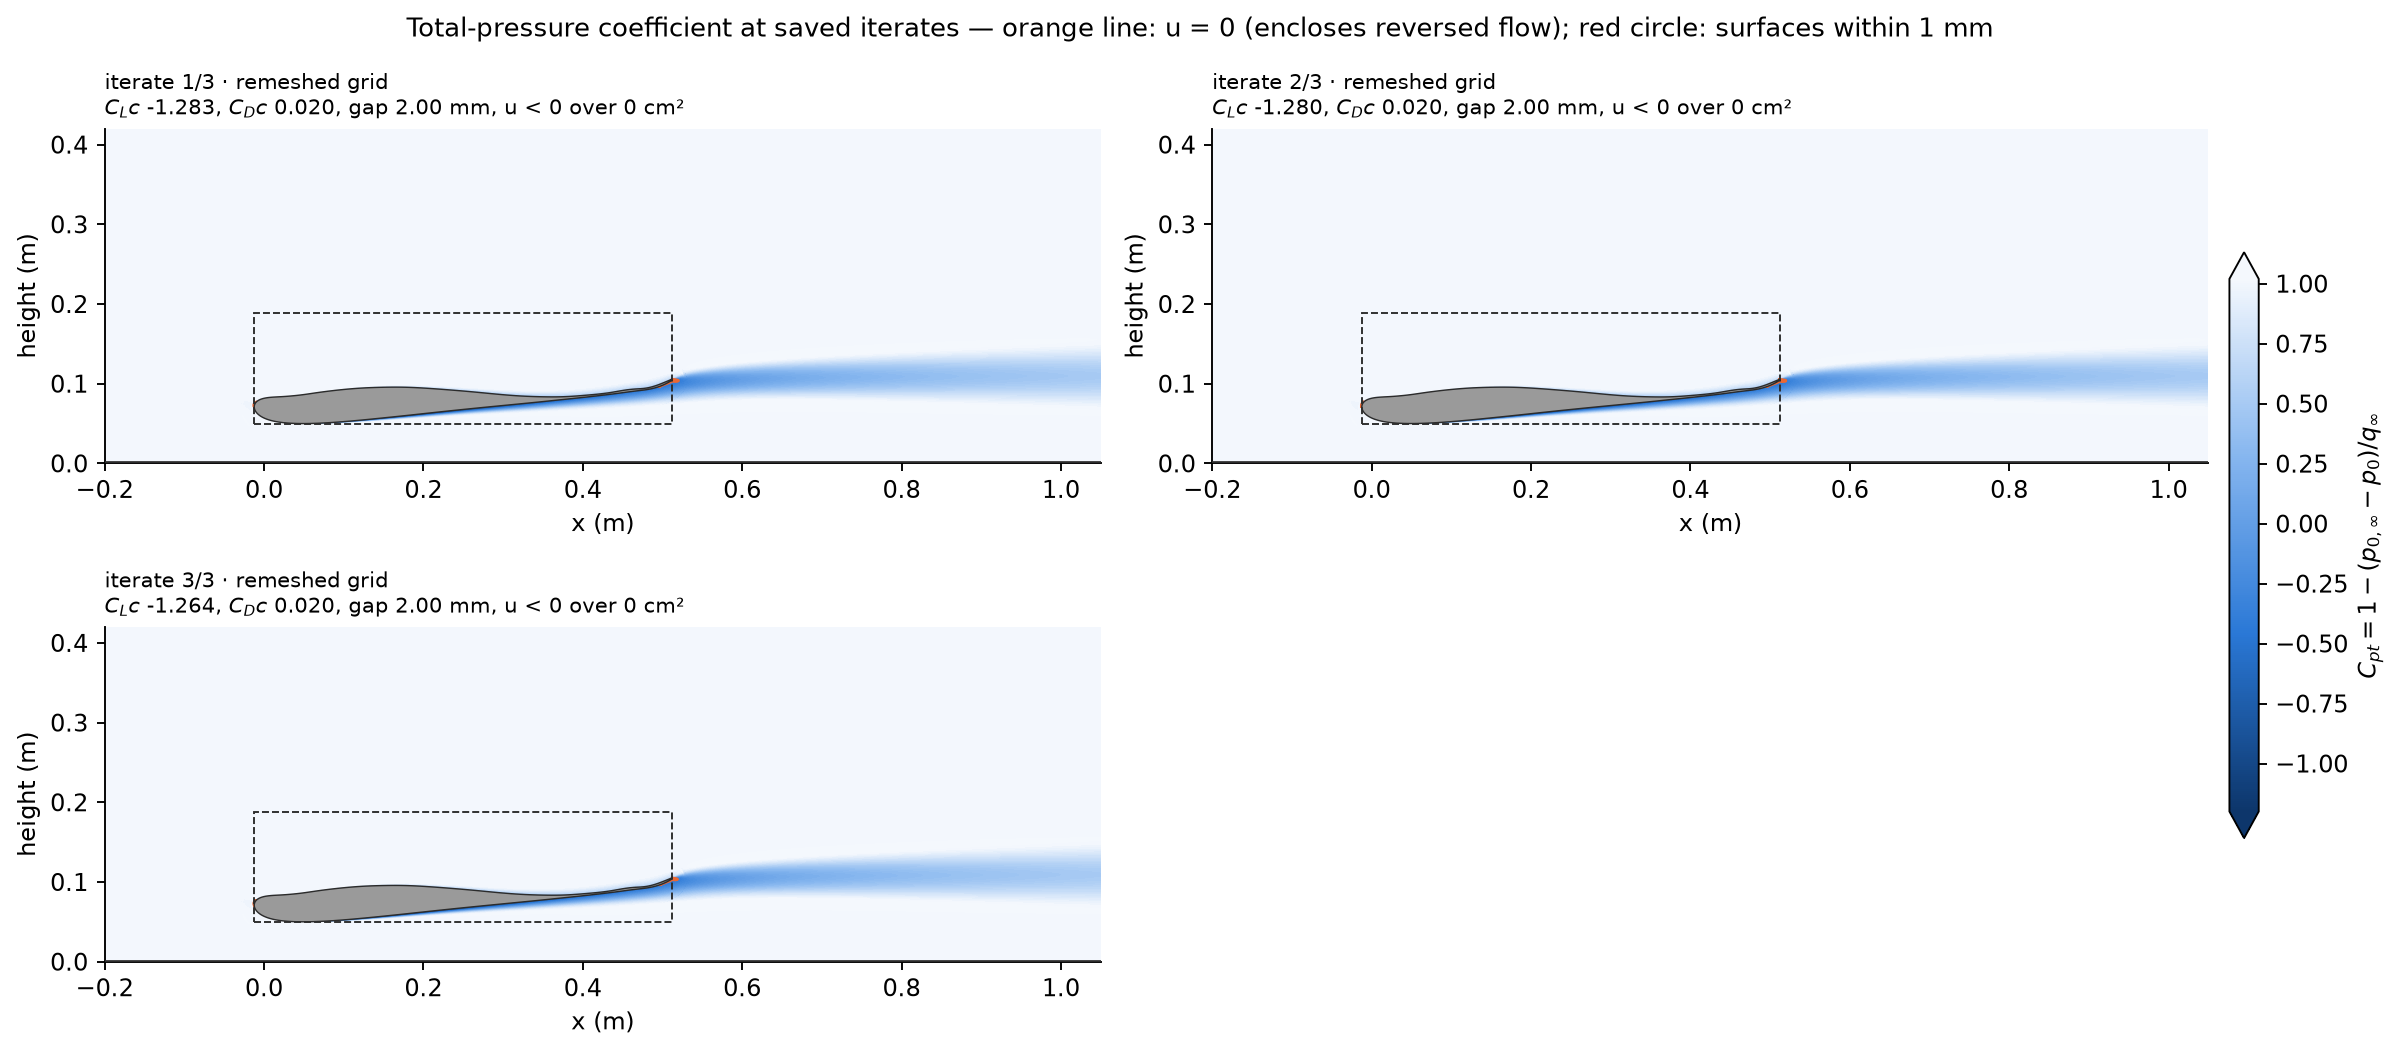 Total-pressure coefficient at saved iterates — orange line: u = 0 (encloses reversed flow); red circle: surfaces within 1 mm
iterate 1/3 · remeshed grid
C_Lc -1.283, C_Dc 0.020, gap 2.00 mm, u < 0 over 0 cm²
0.4
0.3
0.2
0.1
0.0
height (m)
−0.2 0.0 0.2 0.4 0.6 0.8 1.0
x (m)
iterate 2/3 · remeshed grid
C_Lc -1.280, C_Dc 0.020, gap 2.00 mm, u < 0 over 0 cm²
0.4
0.3
0.2
0.1
0.0
height (m)
−0.2 0.0 0.2 0.4 0.6 0.8 1.0
x (m)
iterate 3/3 · remeshed grid
C_Lc -1.264, C_Dc 0.020, gap 2.00 mm, u < 0 over 0 cm²
0.4
0.3
0.2
0.1
0.0
height (m)
−0.2 0.0 0.2 0.4 0.6 0.8 1.0
x (m)
1.00
0.75
0.50
0.25
0.00
−0.25
−0.50
−0.75
−1.00
C_pt = 1 − (p_0,∞ − p_0)/q_∞